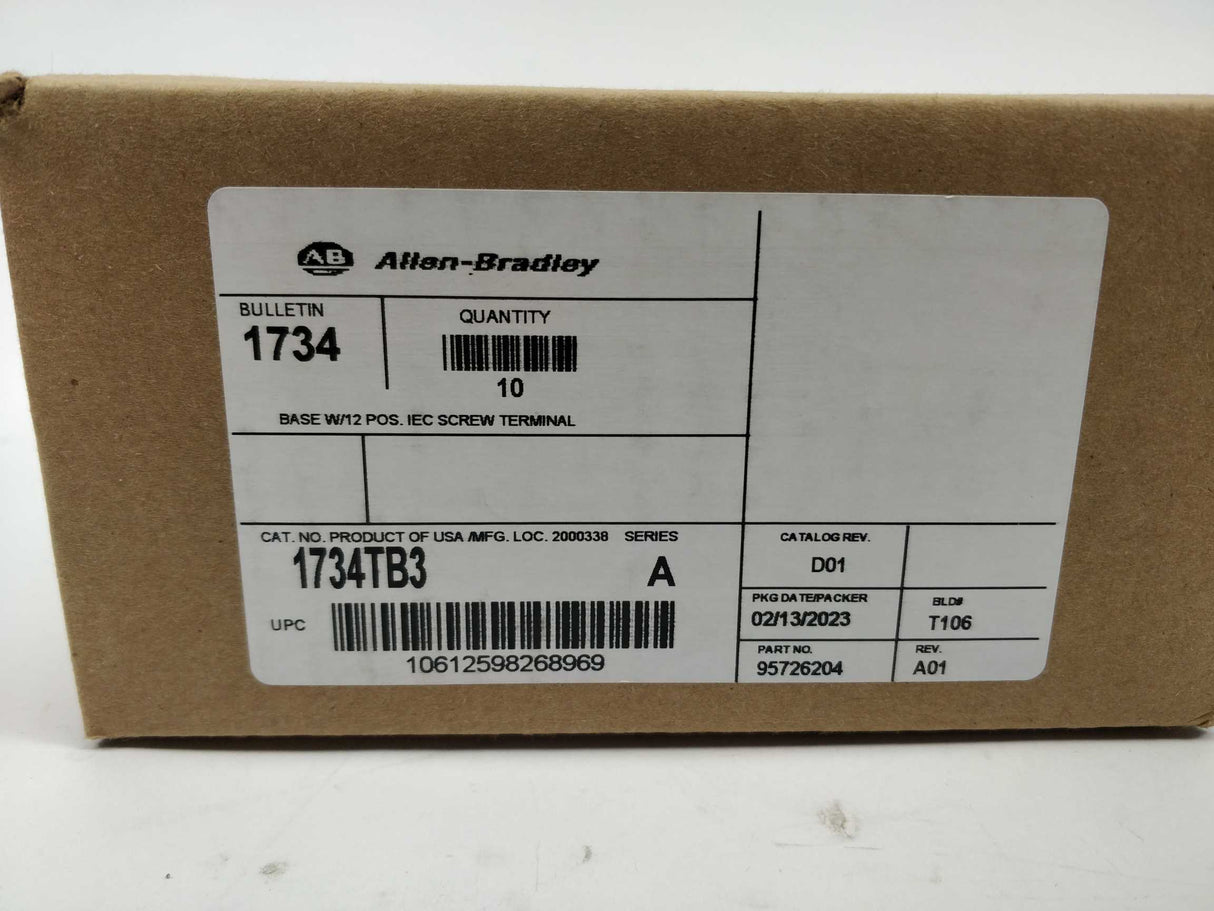 AB Allen-Bradley
BULLETIN
1734
QUANTITY
10
BASE W/12 POS. IEC SCREW TERMINAL
CAT. NO. PRODUCT OF USA /MFG. LOC. 2000338 SERIES
1734TB3 A
UPC
10612598268969
CATALOG REV.
D01
PKG DATE/PACKER
02/13/2023
BLD#
T106
PART NO.
95726204
REV.
A01